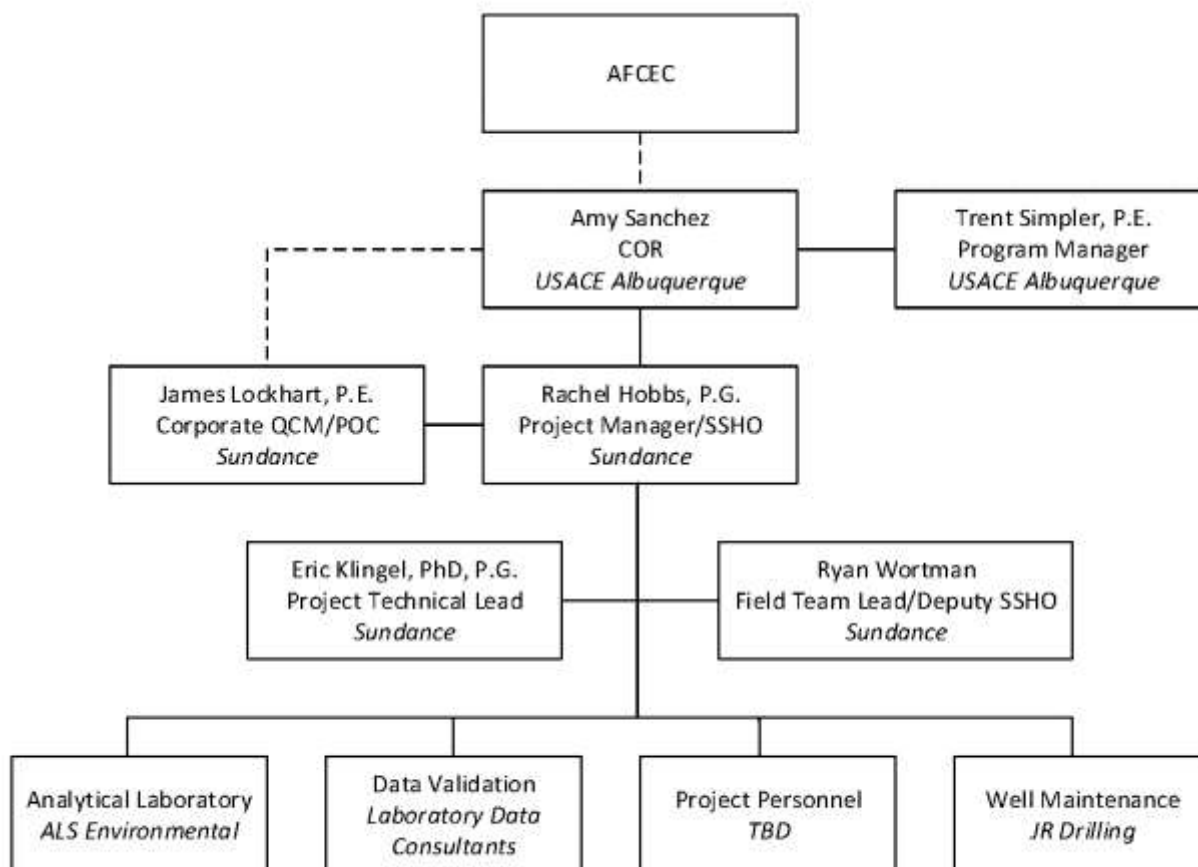 AFCEC
Amy Sanchez
COR
USACE Albuquerque
Trent Simpler, P.E.
Program Manager
USACE Albuquerque
James Lockhart, P.E.
Corporate QCM/POC
Sundance
Rachel Hobbs, P.G.
Project Manager/SSHO
Sundance
Eric Klingel, PhD, P.G.
Project Technical Lead
Sundance
Ryan Wortman
Field Team Lead/Deputy SSHO
Sundance
Analytical Laboratory
ALS Environmental
Data Validation
Laboratory Data
Consultants
Project Personnel
TBD
Well Maintenance
JR Drilling